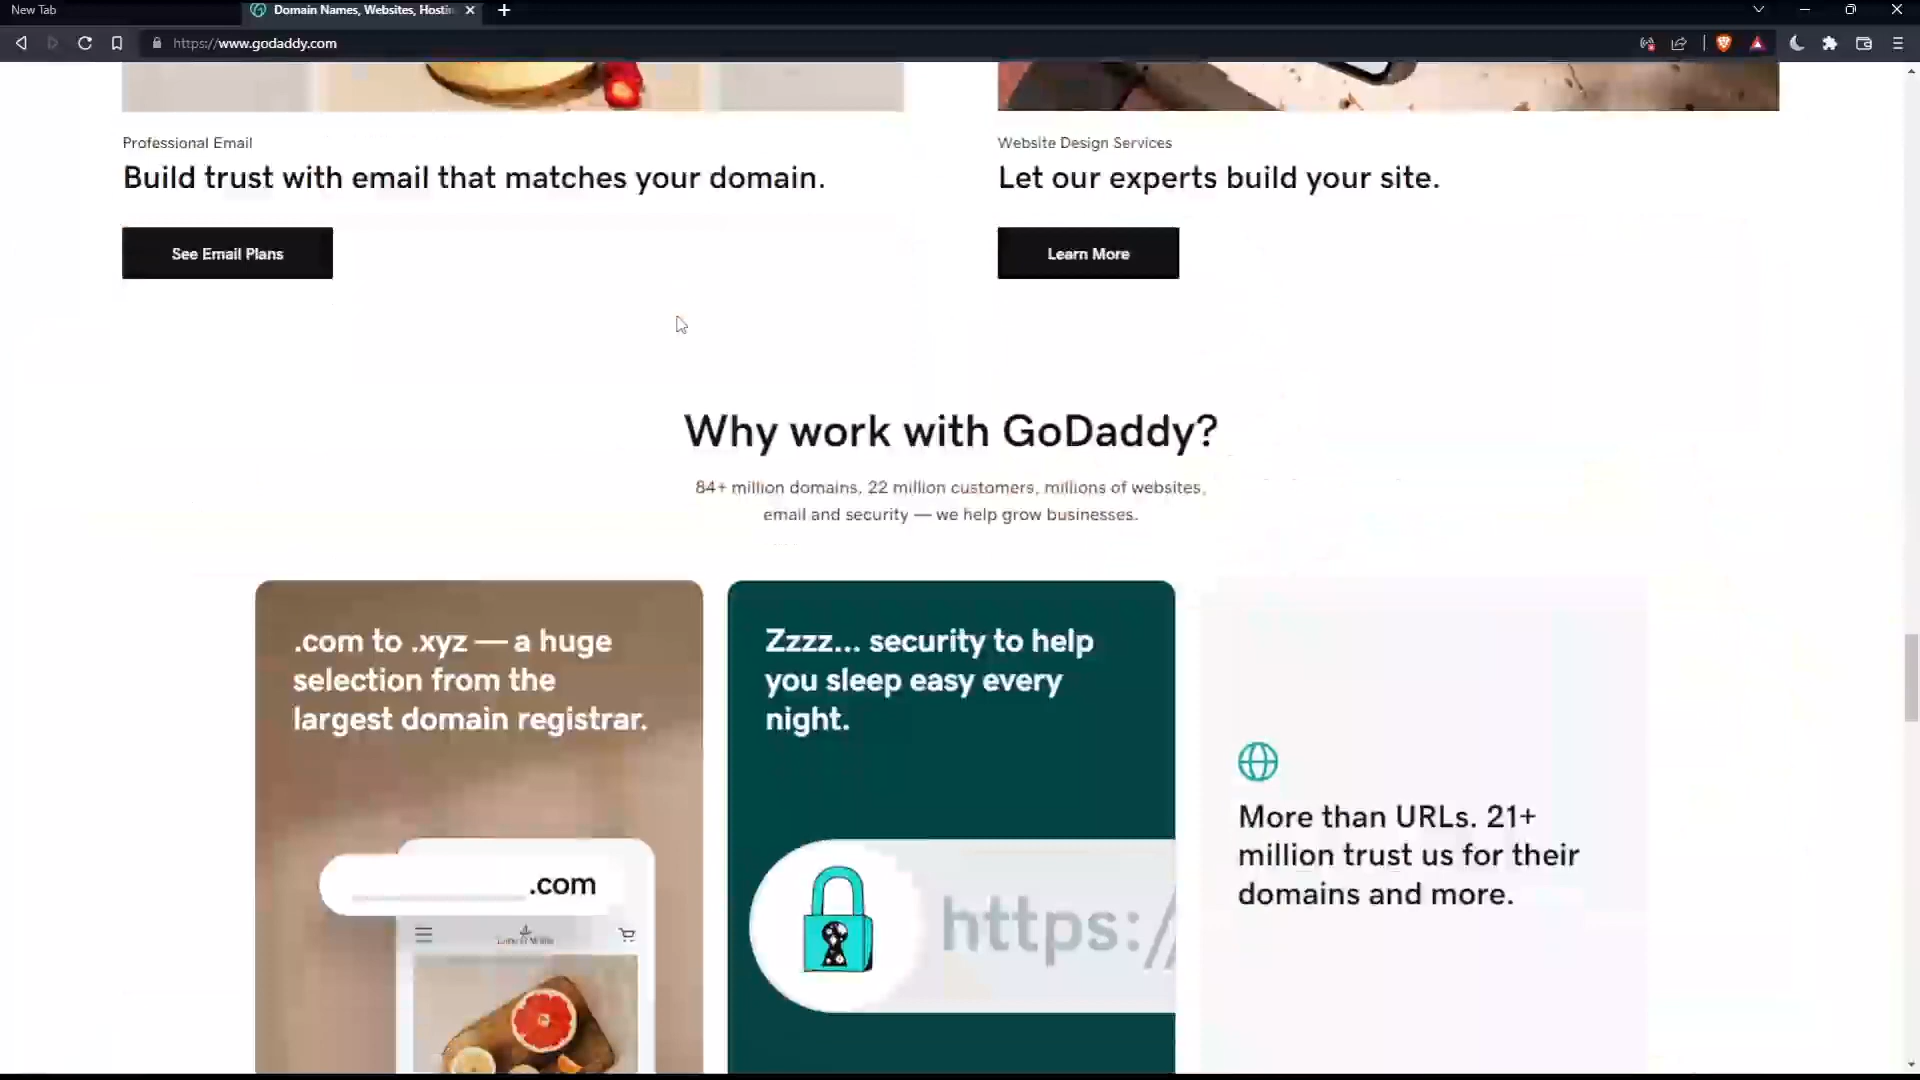 New Tab
Domain Names, Websites, Hostin
https://www.godaddy.com
Professional Email
Build trust with email that matches your domain.
See Email Plans
Website Design Services
Let our experts build your site.
Learn More
Why work with GoDaddy?
84+ million domains, 22 million customers, millions of websites,
email and security — we help grow businesses.
.com to .xyz — a huge
selection from the
largest domain registrar.
.com
Zzzz... security to help
you sleep easy every
night.
https://
More than URLs. 21+
million trust us for their
domains and more.